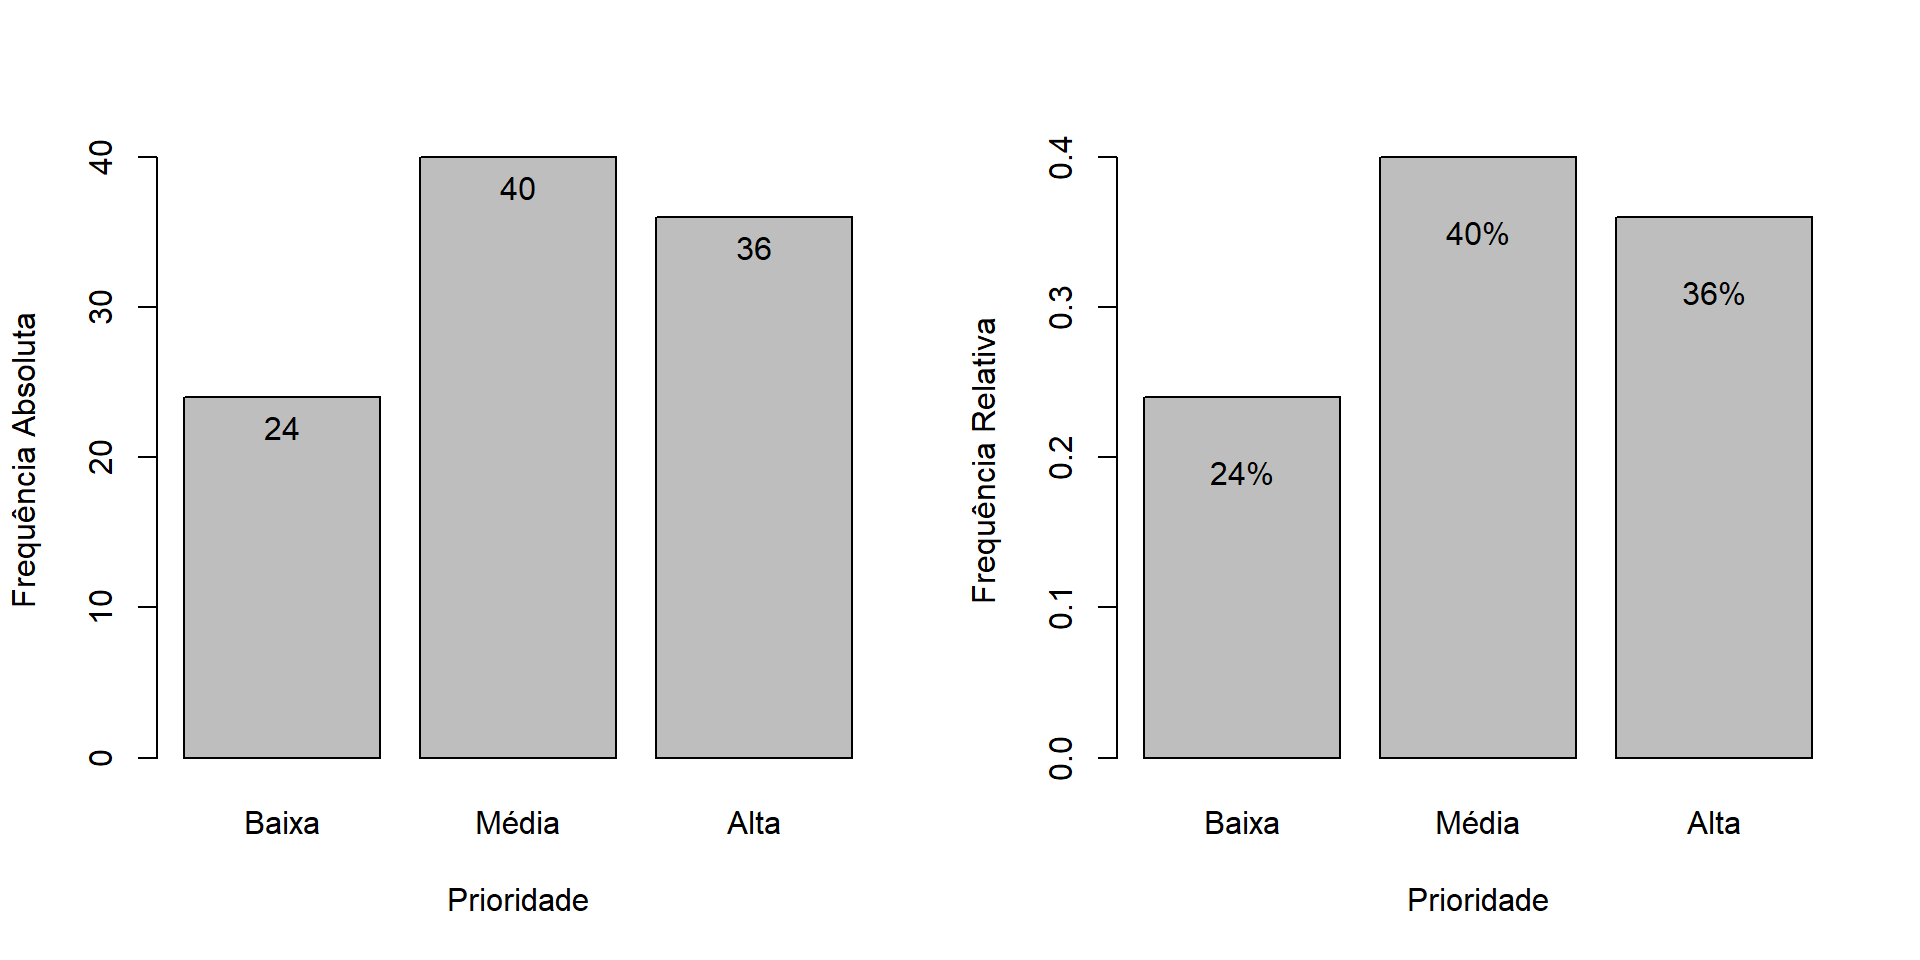 Frequência Absoluta
40
30
20
10
0
24
40
36
Baixa
Média
Alta
Prioridade
Frequência Relativa
0.4
0.3
0.2
0.1
0.0
24%
40%
36%
Baixa
Média
Alta
Prioridade